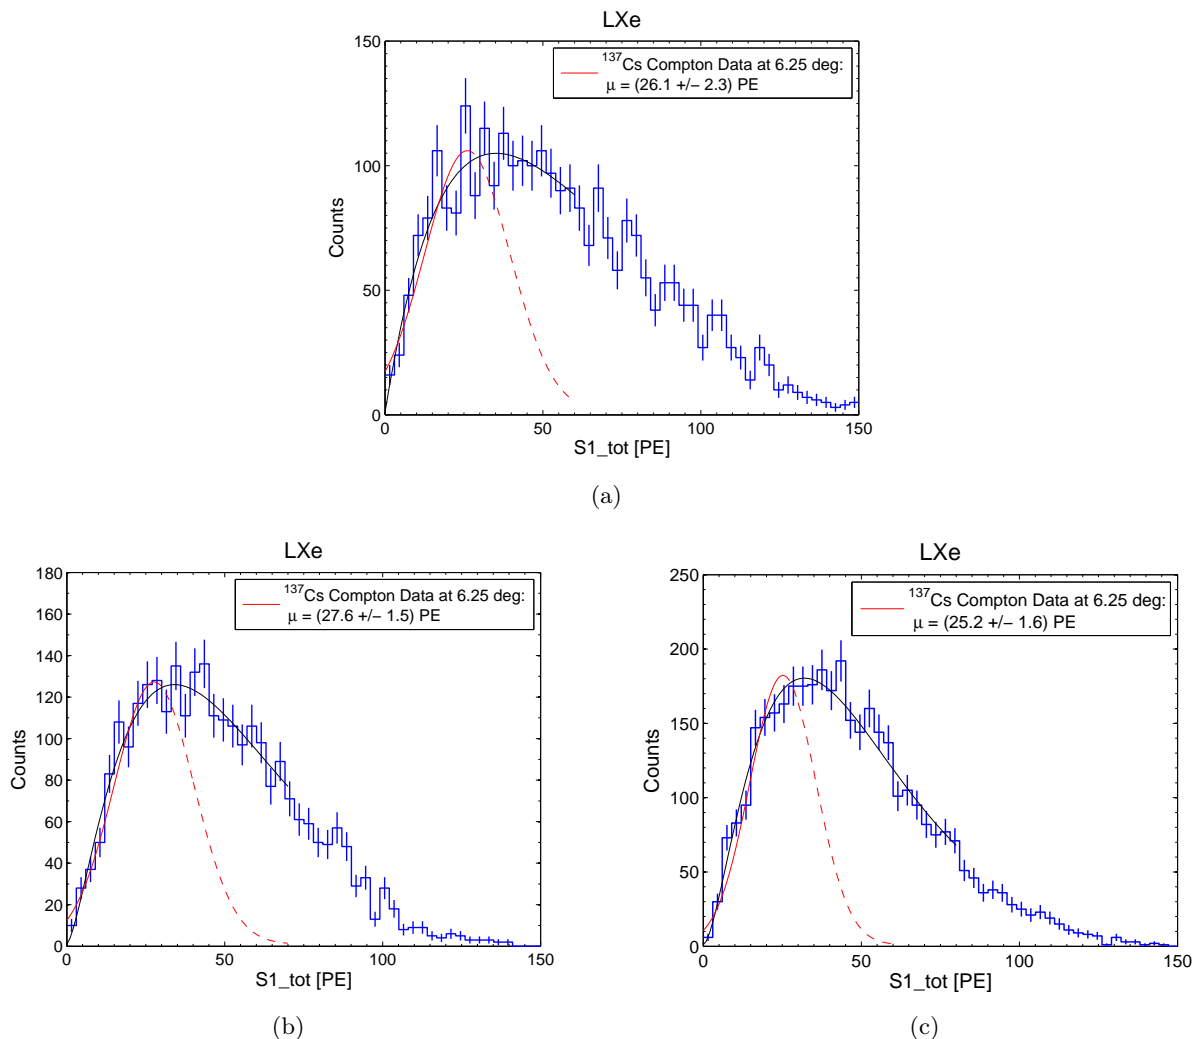 LXe
150
100
50
0
Counts
¹³⁷Cs Compton Data at 6.25 deg:
μ = (26.1 +/− 2.3) PE
0 50 100 150
S1_tot [PE]
(a)
LXe
180
160
140
120
100
80
60
40
20
0
Counts
¹³⁷Cs Compton Data at 6.25 deg:
μ = (27.6 +/− 1.5) PE
0 50 100 150
S1_tot [PE]
(b)
LXe
250
200
150
100
50
0
Counts
¹³⁷Cs Compton Data at 6.25 deg:
μ = (25.2 +/− 1.6) PE
0 50 100 150
S1_tot [PE]
(c)